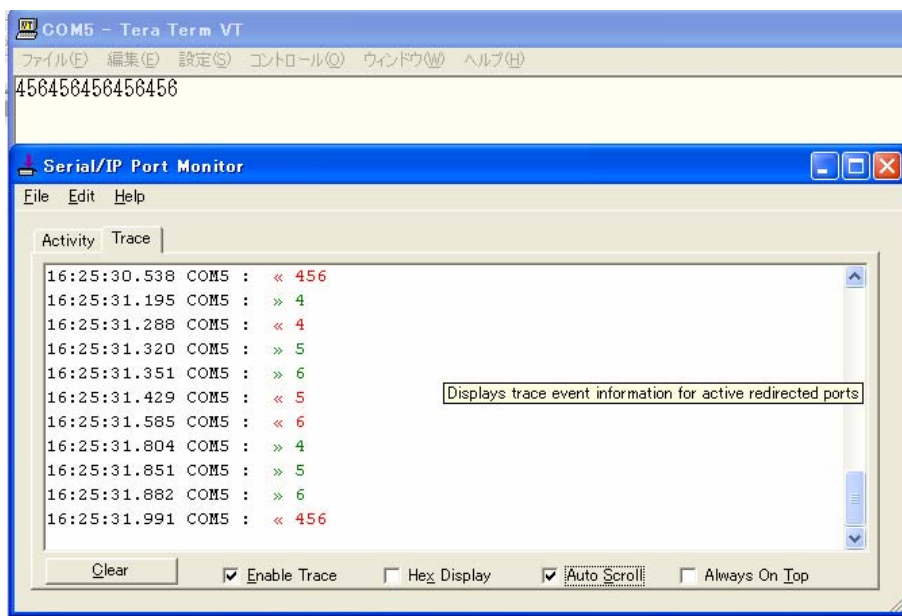 COM5 - Tera Term VT
ファイル(F) 編集(E) 設定(S) コントロール(O) ウィンドウ(W) ヘルプ(H)
456456456456456
Serial/IP Port Monitor
File Edit Help
Activity Trace
16:25:30.538 COM5 : « 456
16:25:31.195 COM5 : » 4
16:25:31.288 COM5 : « 4
16:25:31.320 COM5 : » 5
16:25:31.351 COM5 : » 6
16:25:31.429 COM5 : « 5
Displays trace event information for active redirected ports
16:25:31.585 COM5 : « 6
16:25:31.804 COM5 : » 4
16:25:31.851 COM5 : » 5
16:25:31.882 COM5 : » 6
16:25:31.991 COM5 : « 456
Clear Enable Trace Hex Display Auto Scroll Always On Top